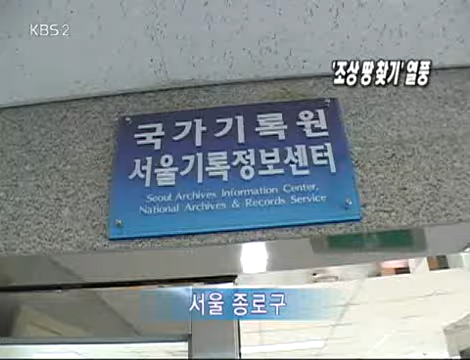 KBS2
'조상 땅 찾기' 열풍
국가기록원
서울기록정보센터
Seoul Archives Information Center,
National Archives & Records Service
서울 종로구